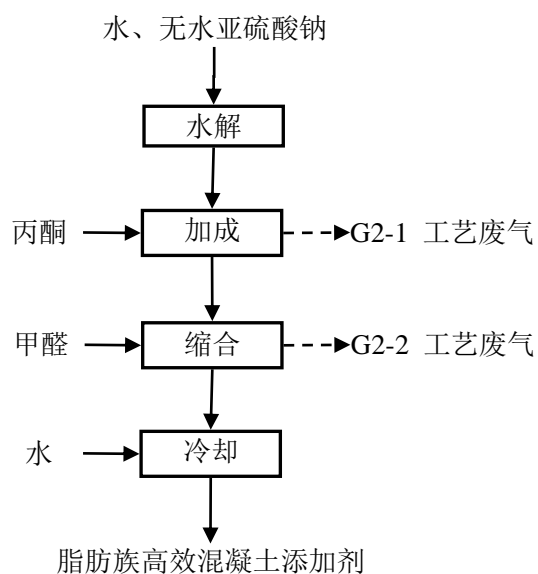 水、无水亚硫酸钠
水解
丙酮
加成
G2-1 工艺废气
甲醛
缩合
G2-2 工艺废气
水
冷却
脂肪族高效混凝土添加剂